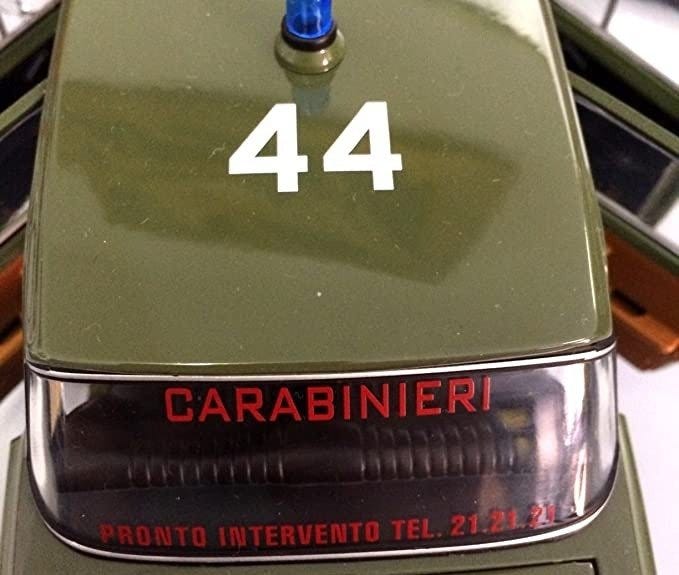 44
CARABINIERI
PRONTO INTERVENTO TEL. 21.21.21